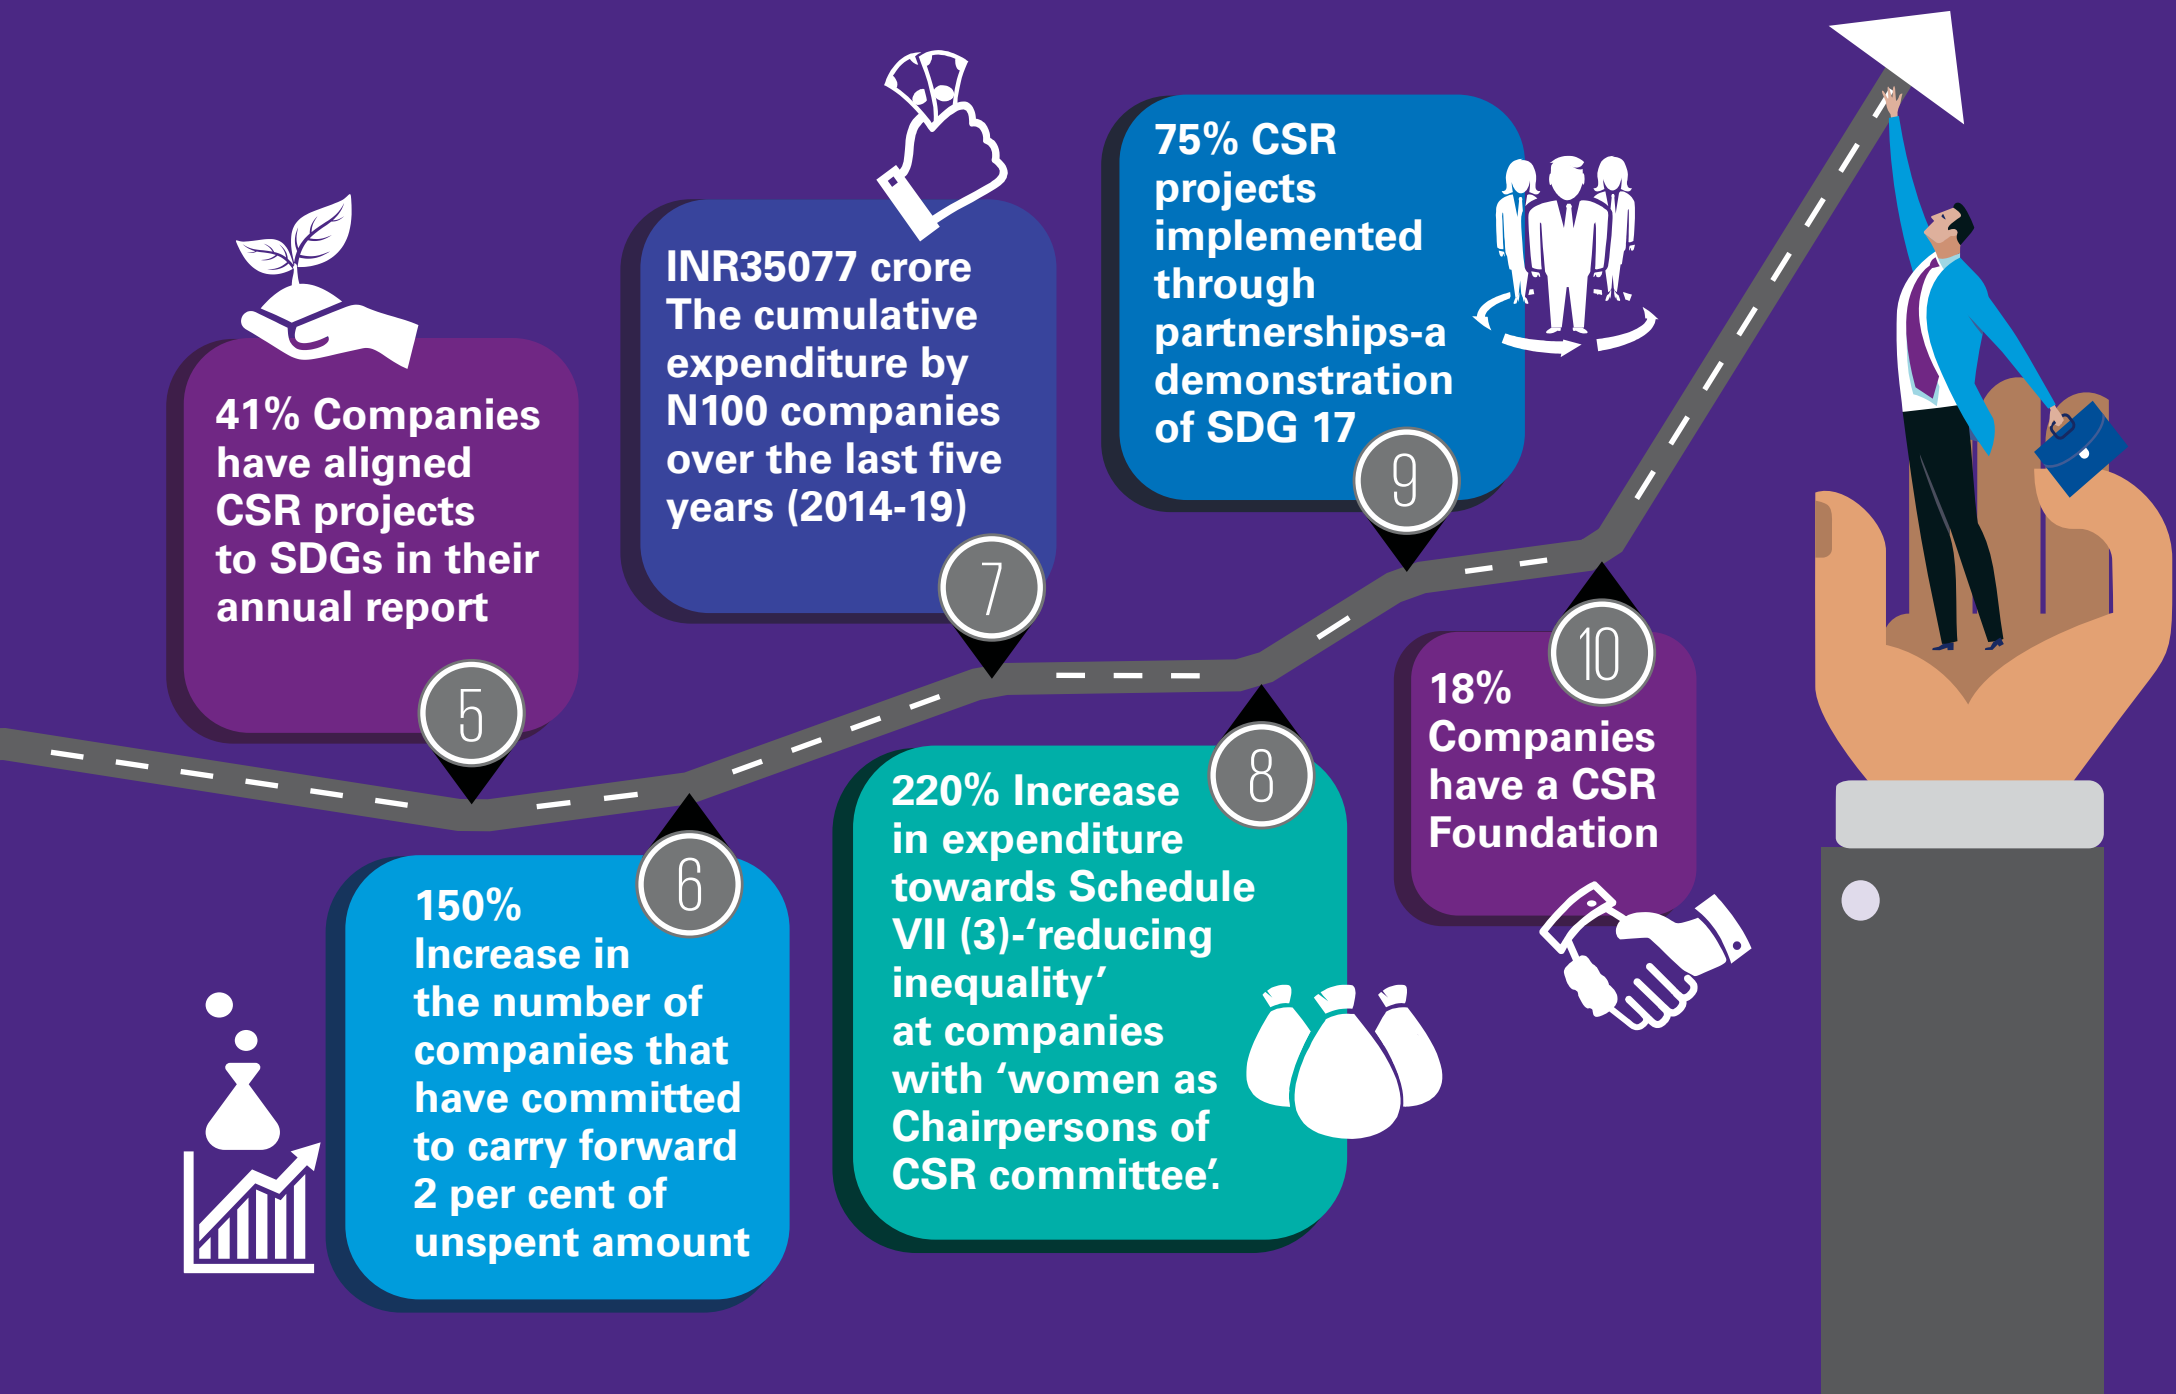 41% Companies
have aligned
CSR projects
to SDGs in their
annual report
5
150%
Increase in
the number of
companies that
have committed
to carry forward
2 per cent of
unspent amount
6
INR35077 crore
The cumulative
expenditure by
N100 companies
over the last five
years (2014-19)
7
220% Increase
in expenditure
towards Schedule
VII (3)-‘reducing
inequality’
at companies
with ‘women as
Chairpersons of
CSR committee’.
8
75% CSR
projects
implemented
through
partnerships-a
demonstration
of SDG 17
9
10
18%
Companies
have a CSR
Foundation